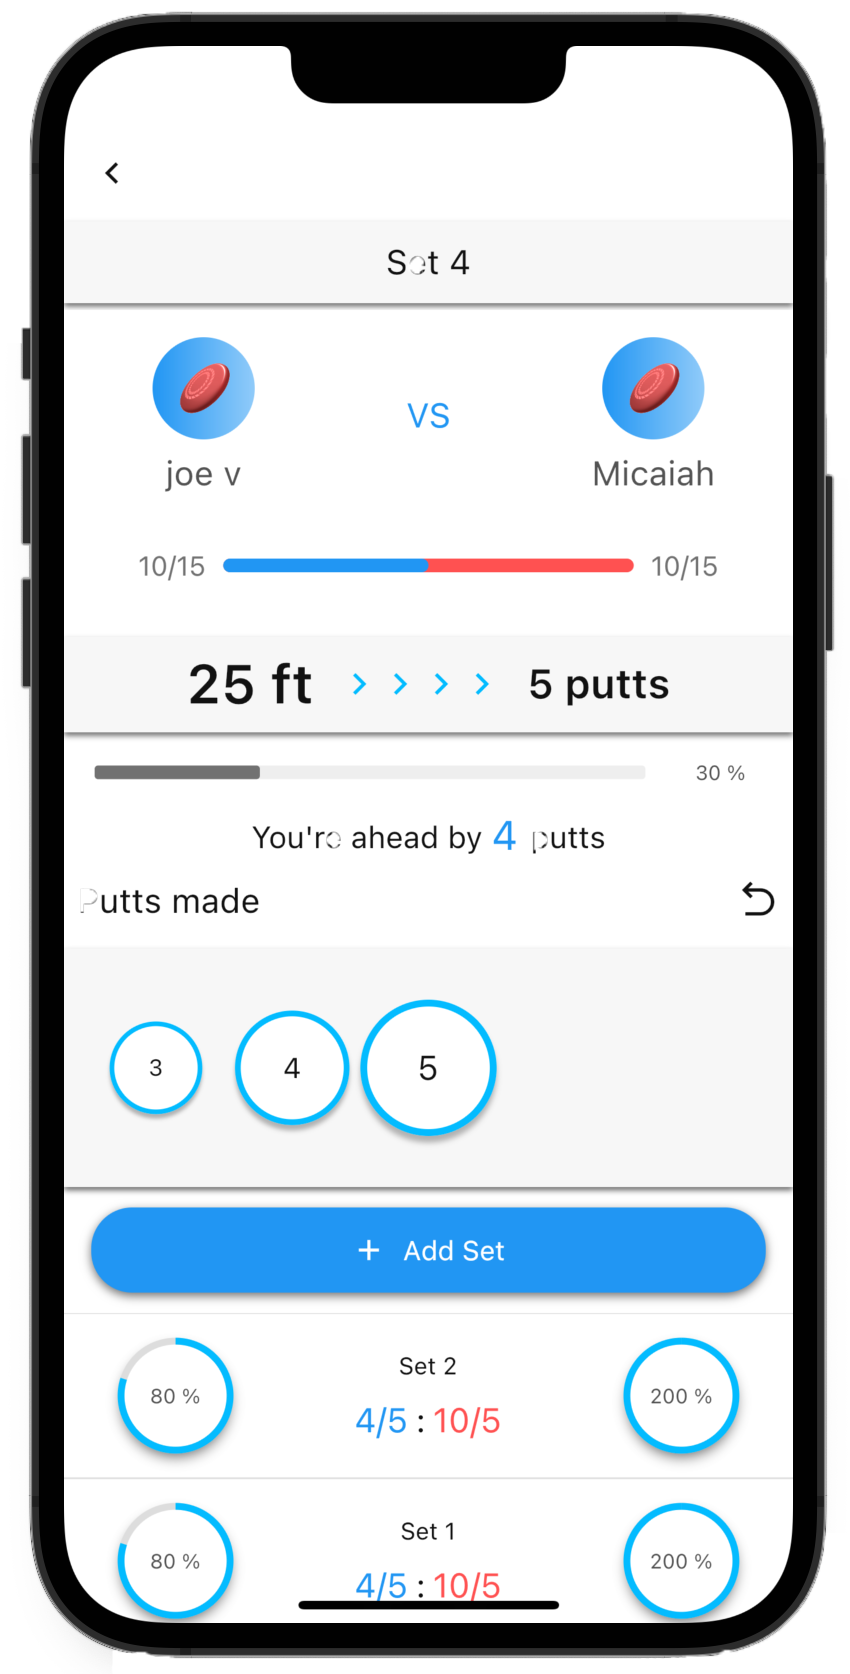 Set 4
VS
joe v
Micaiah
10/15 10/15
25 ft > > > > 5 putts
30 %
You're ahead by 4 putts
Putts made
3 4 5
+ Add Set
Set 2
80 % 4/5 : 10/5 200 %
Set 1
80 % 4/5 : 10/5 200 %